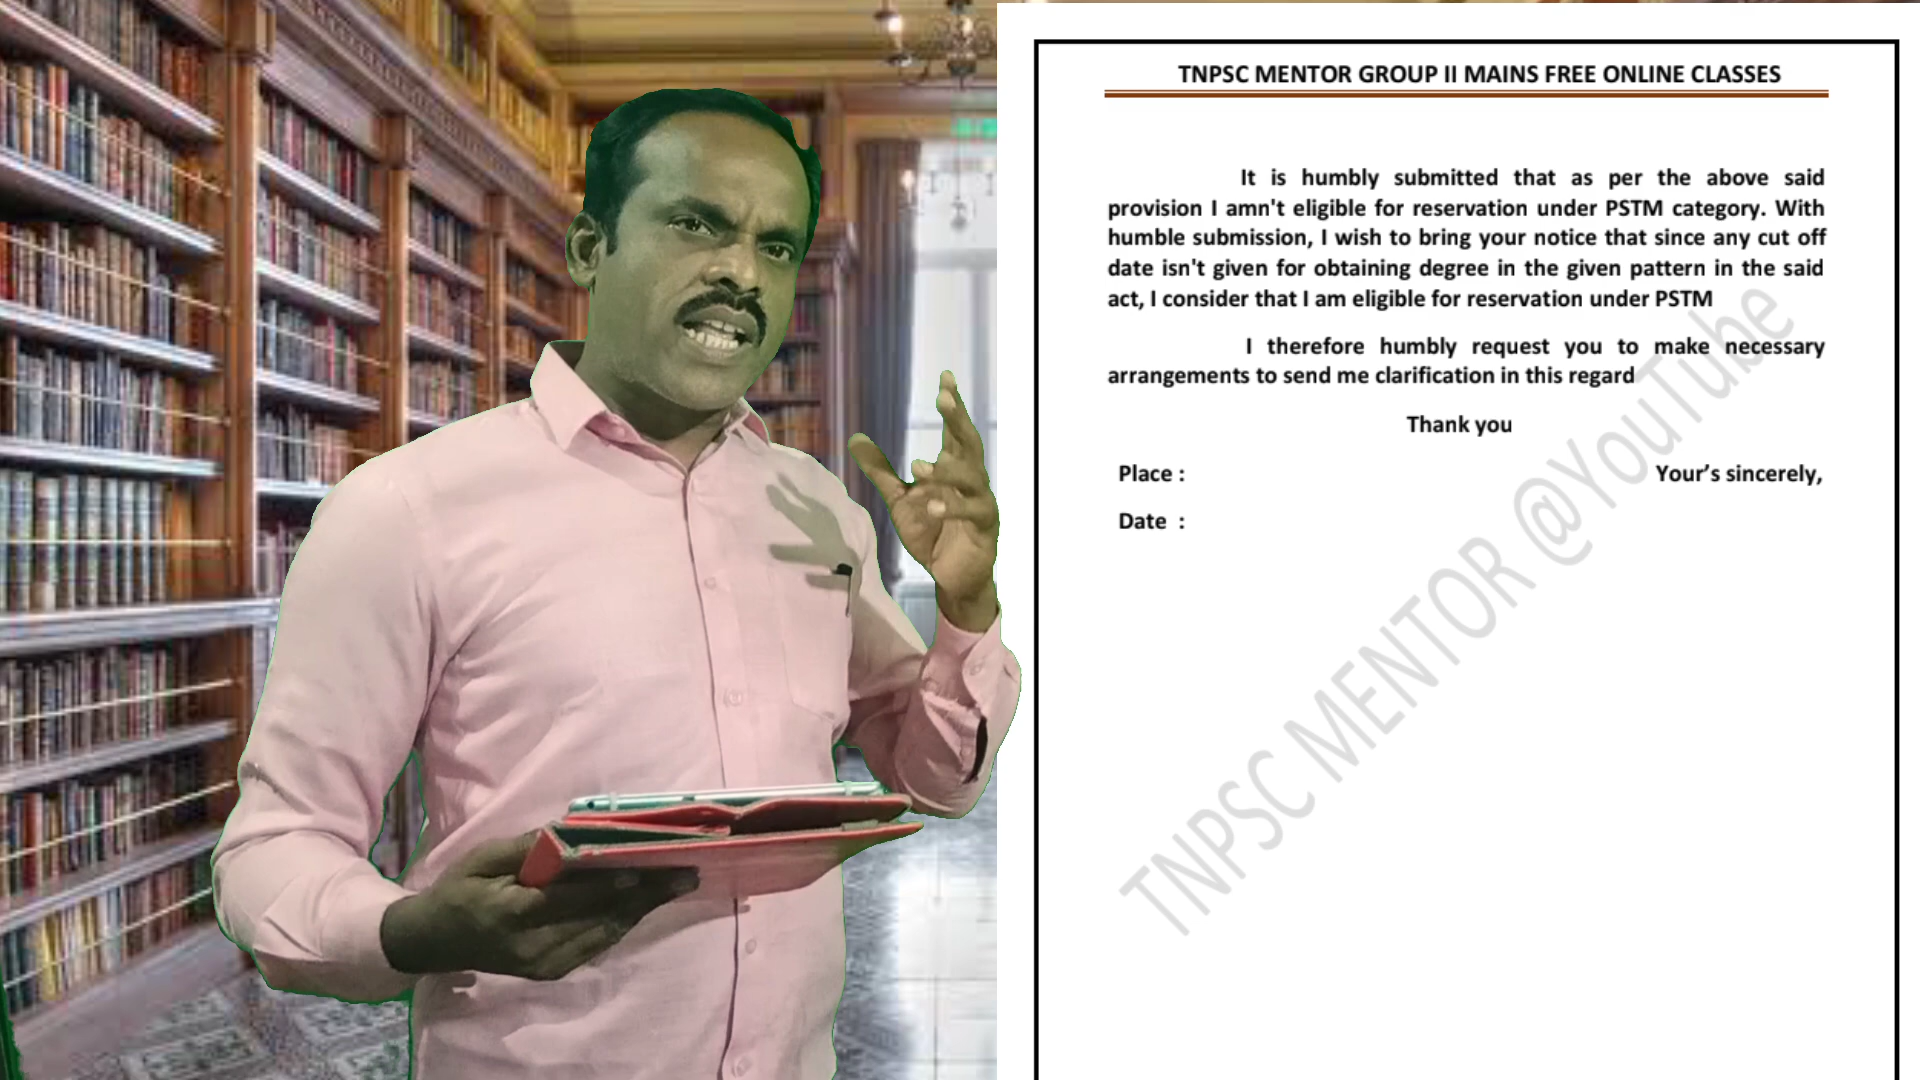 TNPSC MENTOR GROUP II MAINS FREE ONLINE CLASSES
It is humbly submitted that as per the above said
provision I amn't eligible for reservation under PSTM category. With
humble submission, I wish to bring your notice that since any cut off
date isn't given for obtaining degree in the given pattern in the said
act, I consider that I am eligible for reservation under PSTM
I therefore humbly request you to make necessary
arrangements to send me clarification in this regard
Thank you
Place : Your’s sincerely,
Date :
TNPSC MENTOR @YouTube